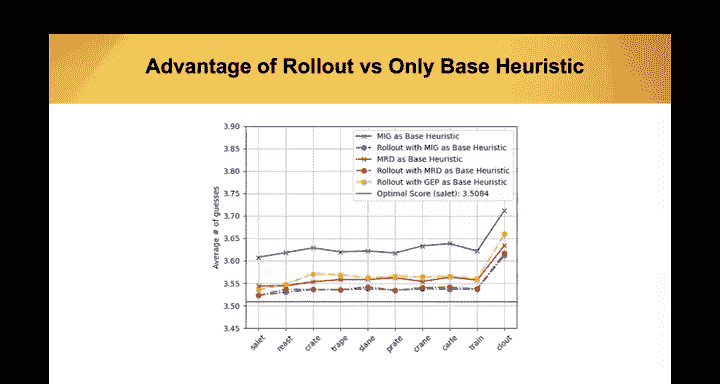 Advantage of Rollout vs Only Base Heuristic
MIG as Base Heuristic
Rollout with MIG as Base Heuristic
MRD as Base Heuristic
Rollout with MRD as Base Heuristic
Rollout with GEP as Base Heuristic
Optimal Score (salet): 3.5084
Average # of guesses
3.90
3.85
3.80
3.75
3.70
3.65
3.60
3.55
3.50
3.45
salet
reast
crate
trape
slane
prate
crane
carle
train
clout